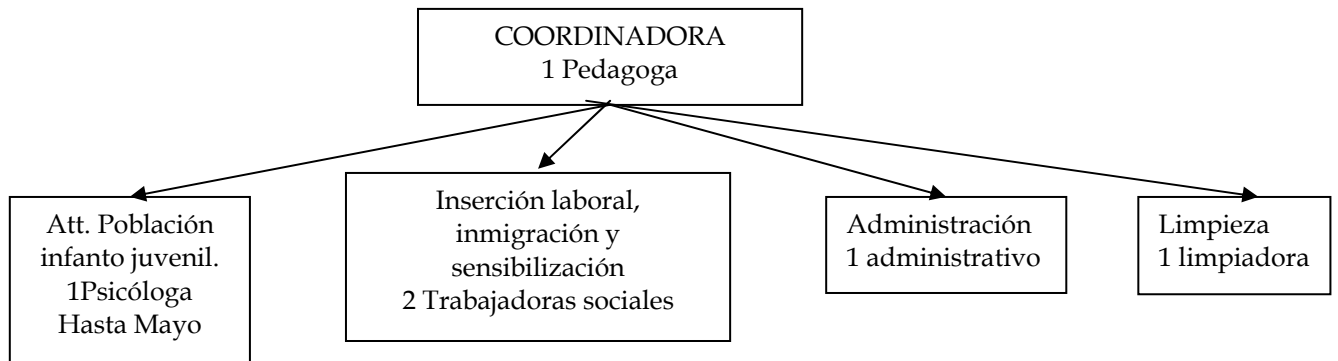 COORDINADORA
1 Pedagoga
Att. Población
infanto juvenil.
1Psicóloga
Hasta Mayo
Inserción laboral,
inmigración y
sensibilización
2 Trabajadoras sociales
Administración
1 administrativo
Limpieza
1 limpiadora